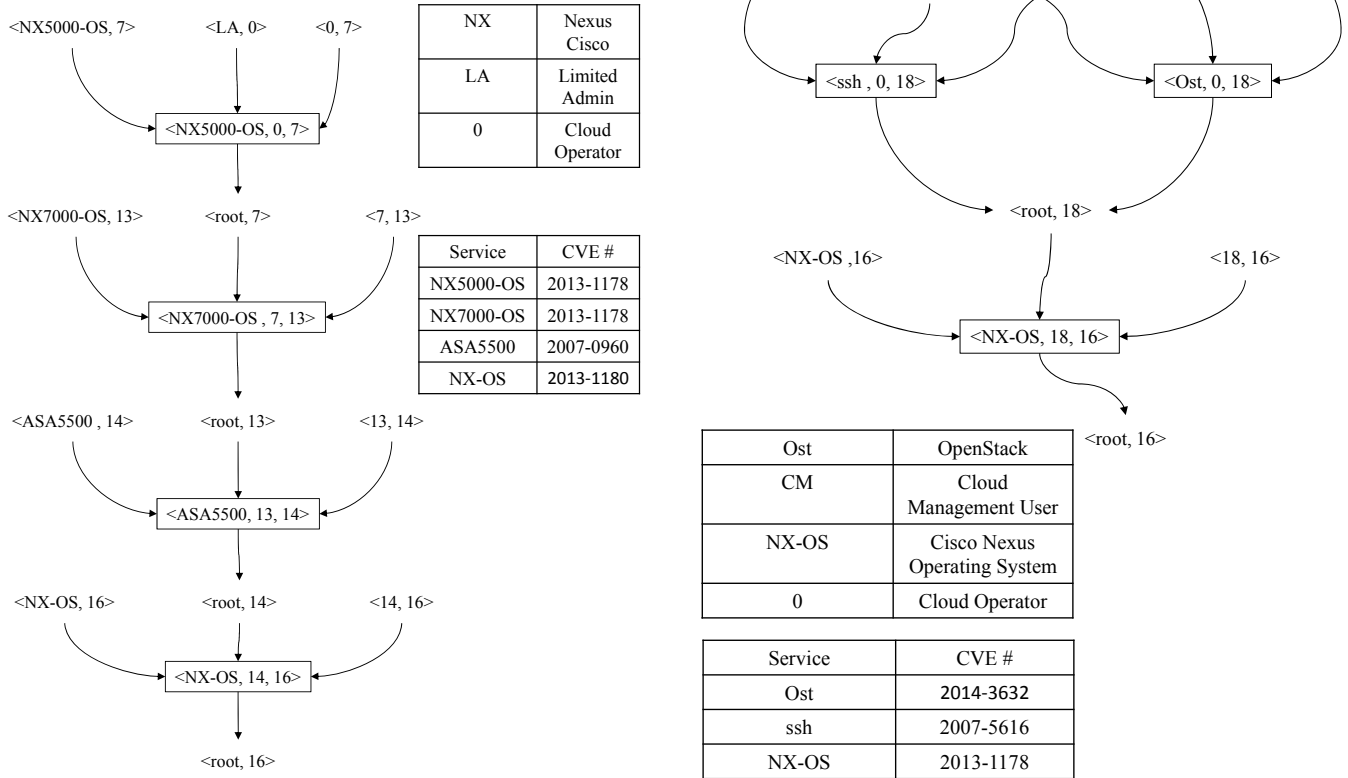 <NX5000-OS, 7> <LA, 0> <0, 7>
<NX5000-OS, 0, 7>
<NX7000-OS, 13> <root, 7> <7, 13>
<NX7000-OS , 7, 13>
<ASA5500 , 14> <root, 13> <13, 14>
<ASA5500, 13, 14>
<NX-OS, 16> <root, 14> <14, 16>
<NX-OS, 14, 16>
<root, 16>
NX Nexus
Cisco
LA Limited
Admin
0 Cloud
Operator
Service CVE #
NX5000-OS 2013-1178
NX7000-OS 2013-1178
ASA5500 2007-0960
NX-OS 2013-1180
<ssh , 0, 18> <Ost, 0, 18>
<root, 18>
<NX-OS ,16> <18, 16>
<NX-OS, 18, 16>
<root, 16>
Ost OpenStack
CM Cloud
Management User
NX-OS Cisco Nexus
Operating System
0 Cloud Operator
Service CVE #
Ost 2014-3632
ssh 2007-5616
NX-OS 2013-1178